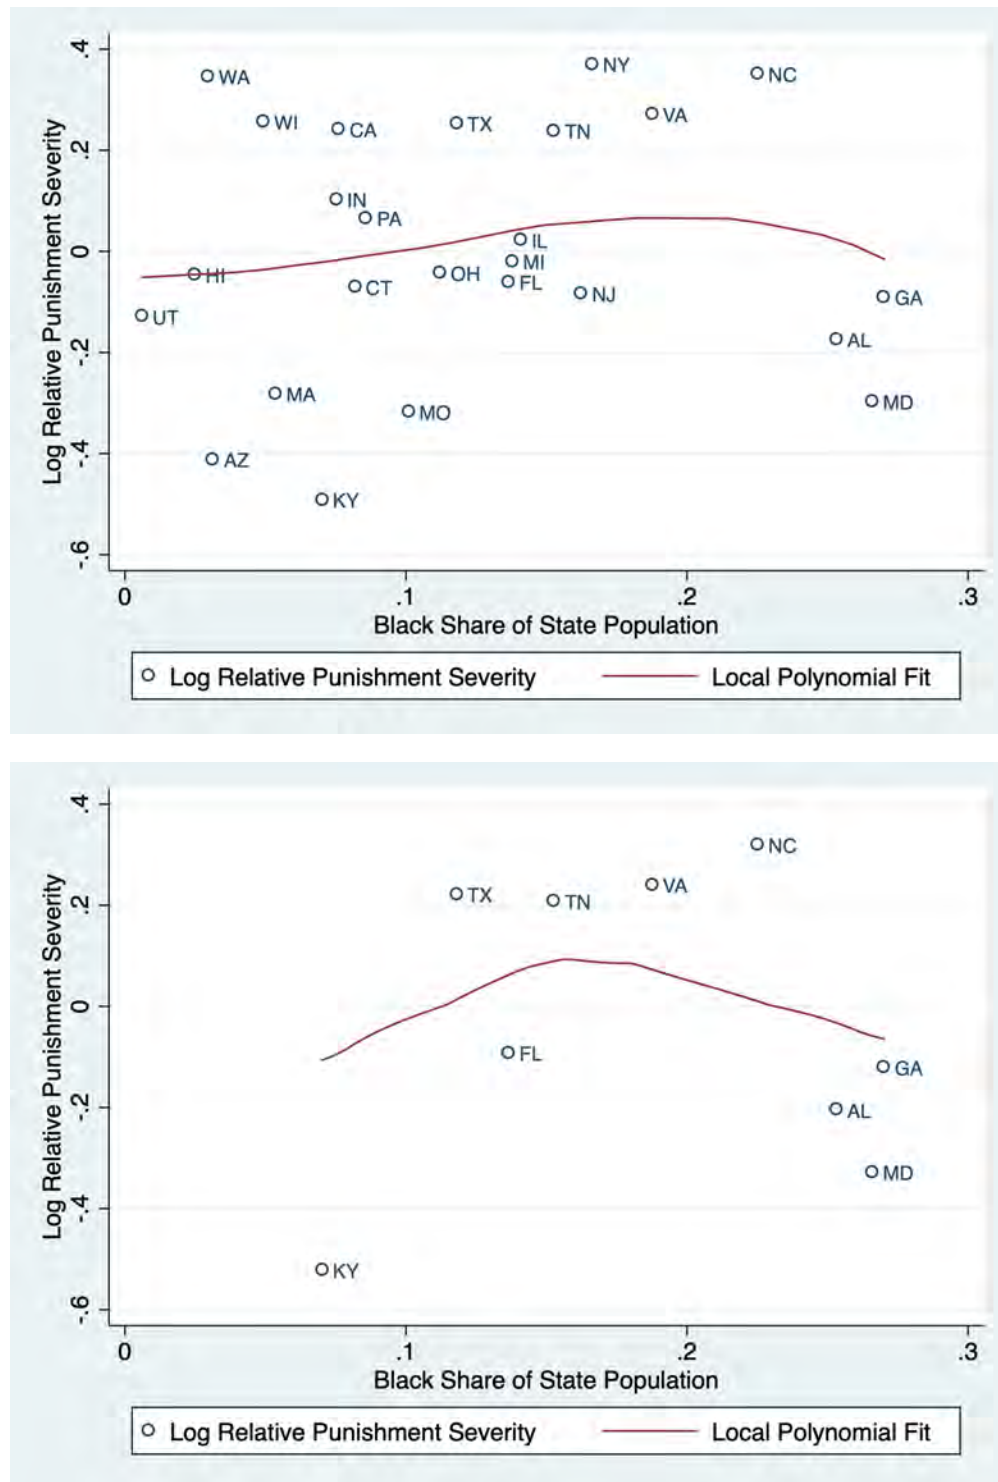 .4
.2
0
-.2
-.4
-.6
Log Relative Punishment Severity
WA
NY
NC
WI
CA
TX
TN
VA
IN
PA
IL
MI
HI
OH
FL
CT
NJ
GA
UT
AL
MA
MO
MD
AZ
KY
0 .1 .2 .3
Black Share of State Population
Log Relative Punishment Severity Local Polynomial Fit
.4
.2
0
-.2
-.4
-.6
Log Relative Punishment Severity
NC
TX
TN
VA
FL
GA
AL
MD
KY
0 .1 .2 .3
Black Share of State Population
Log Relative Punishment Severity Local Polynomial Fit